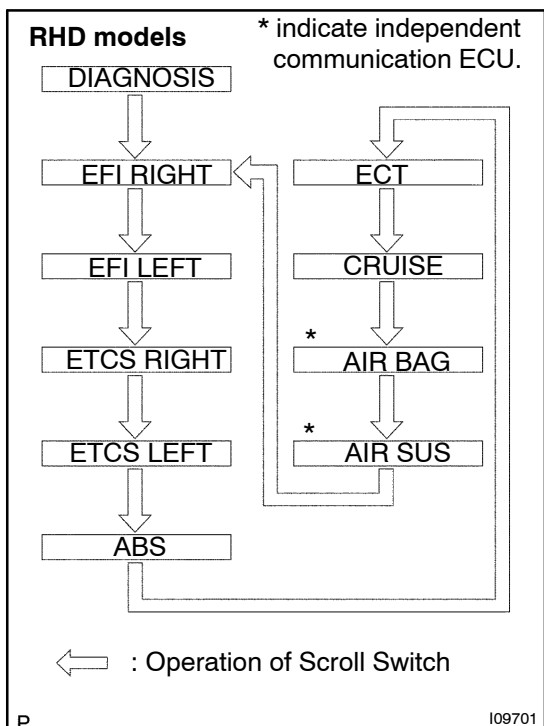 RHD models
* indicate independent
communication ECU.
DIAGNOSIS
EFI RIGHT
EFI LEFT
ETCS RIGHT
ETCS LEFT
ABS
ECT
CRUISE
*
AIR BAG
*
AIR SUS
: Operation of Scroll Switch
P
I09701